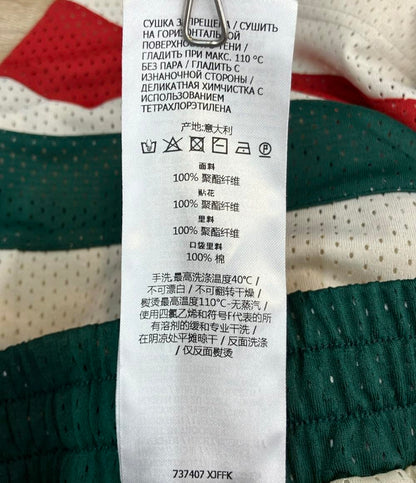 СУШКА ЗАПРЕЩЕНА / СУШИТЬ
НА ГОРИЗОНТАЛЬНОЙ
ПОВЕРХНОСТИ В ТЕНИ /
ГЛАДИТЬ ПРИ МАКС. 110 °C
БЕЗ ПАРА / ГЛАДИТЬ С
ИЗНАНОЧНОЙ СТОРОНЫ /
ДЕЛИКАТНАЯ ХИМЧИСТКА С
ИСПОЛЬЗОВАНИЕМ
ТЕТРАХЛОРЭТИЛЕНА
产地:意大利
面料
100% 聚酯纤维
贴花
100% 聚酯纤维
里料
100% 聚酯纤维
口袋里料
100% 棉
手洗,最高洗涤温度40°C /
不可漂白 / 不可翻转干燥 /
熨烫最高温度110°C-无蒸汽 /
使用四氯乙烯和符号F代表的所
有溶剂的缓和专业干洗 /
在阴凉处平摊晾干 / 反面洗涤
/ 仅反面熨烫
737407 XJFFK